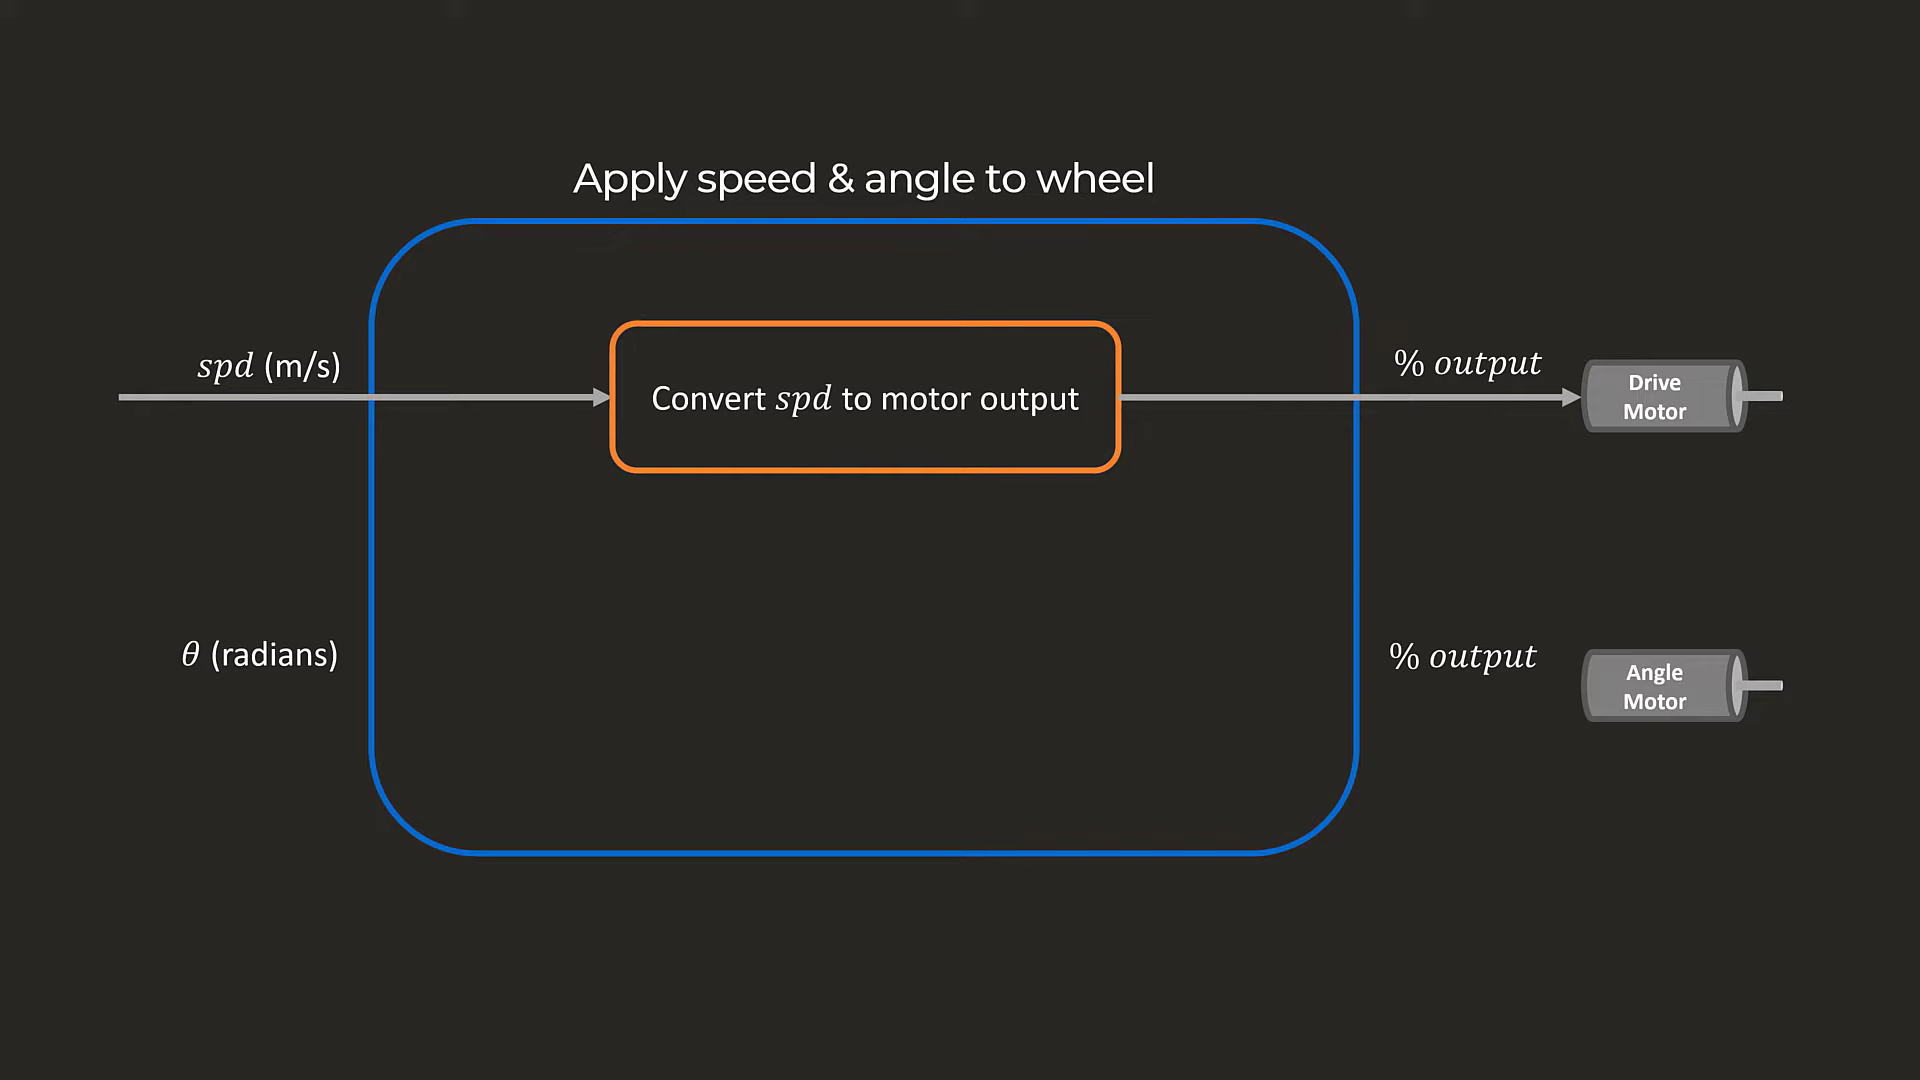 Apply speed & angle to wheel
spd (m/s)
Convert spd to motor output
% output
Drive
Motor
θ (radians)
% output
Angle
Motor